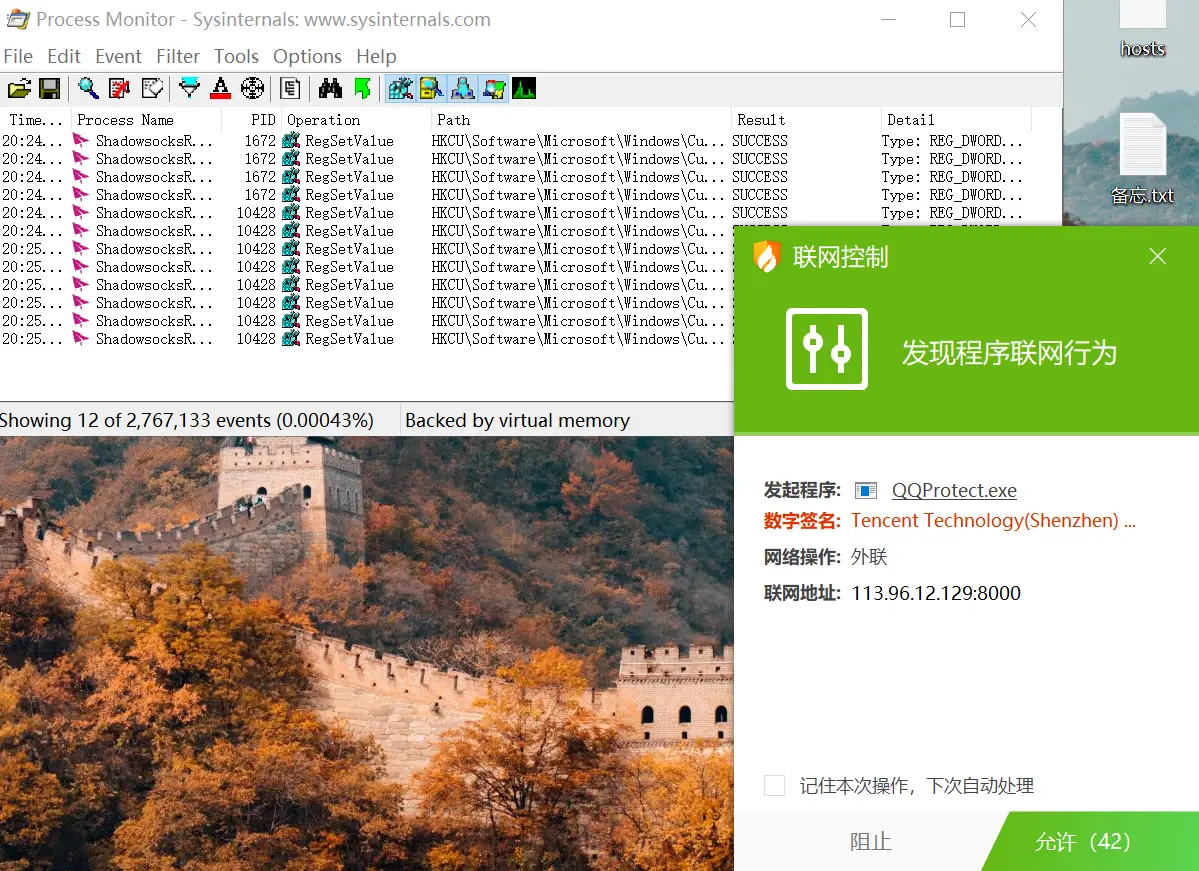 Process Monitor - Sysinternals: www.sysinternals.com
File Edit Event Filter Tools Options Help
Time... Process Name PID Operation Path Result Detail
20:24... ShadowsocksR... 1672 RegSetValue HKCU\Software\Microsoft\Windows\Cu... SUCCESS Type: REG_DWORD...
20:24... ShadowsocksR... 1672 RegSetValue HKCU\Software\Microsoft\Windows\Cu... SUCCESS Type: REG_DWORD...
20:24... ShadowsocksR... 1672 RegSetValue HKCU\Software\Microsoft\Windows\Cu... SUCCESS Type: REG_DWORD...
20:24... ShadowsocksR... 1672 RegSetValue HKCU\Software\Microsoft\Windows\Cu... SUCCESS Type: REG_DWORD...
20:24... ShadowsocksR... 10428 RegSetValue HKCU\Software\Microsoft\Windows\Cu... SUCCESS Type: REG_DWORD...
20:24... ShadowsocksR... 10428 RegSetValue HKCU\Software\Microsoft\Windows\Cu...
20:25... ShadowsocksR... 10428 RegSetValue HKCU\Software\Microsoft\Windows\Cu...
20:25... ShadowsocksR... 10428 RegSetValue HKCU\Software\Microsoft\Windows\Cu...
20:25... ShadowsocksR... 10428 RegSetValue HKCU\Software\Microsoft\Windows\Cu...
20:25... ShadowsocksR... 10428 RegSetValue HKCU\Software\Microsoft\Windows\Cu...
20:25... ShadowsocksR... 10428 RegSetValue HKCU\Software\Microsoft\Windows\Cu...
20:25... ShadowsocksR... 10428 RegSetValue HKCU\Software\Microsoft\Windows\Cu...
Showing 12 of 2,767,133 events (0.00043%) Backed by virtual memory
hosts
备忘.txt
联网控制
发现程序联网行为
发起程序: QQProtect.exe
数字签名: Tencent Technology(Shenzhen) ...
网络操作: 外联
联网地址: 113.96.12.129:8000
记住本次操作，下次自动处理
阻止
允许（42）